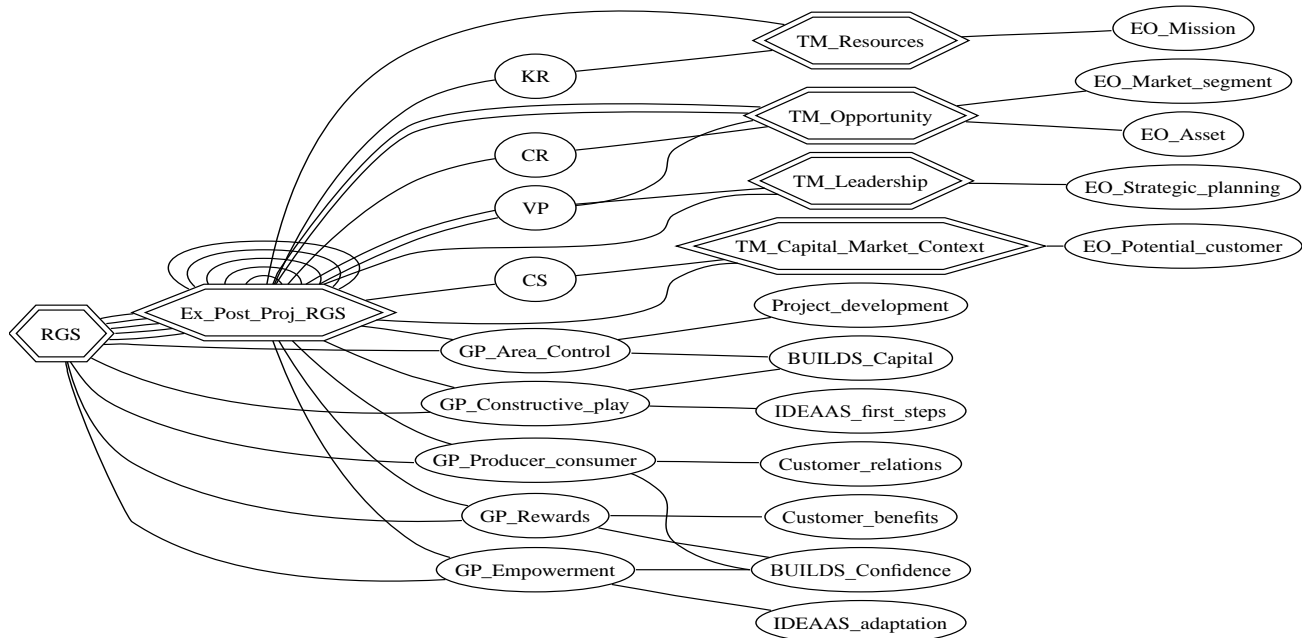 TM_Resources
EO_Mission
KR
EO_Market_segment
TM_Opportunity
EO_Asset
CR
TM_Leadership
EO_Strategic_planning
VP
TM_Capital_Market_Context
EO_Potential_customer
CS
Project_development
Ex_Post_Proj_RGS
RGS
GP_Area_Control
BUILDS_Capital
GP_Constructive_play
IDEAAS_first_steps
GP_Producer_consumer
Customer_relations
GP_Rewards
Customer_benefits
GP_Empowerment
BUILDS_Confidence
IDEAAS_adaptation